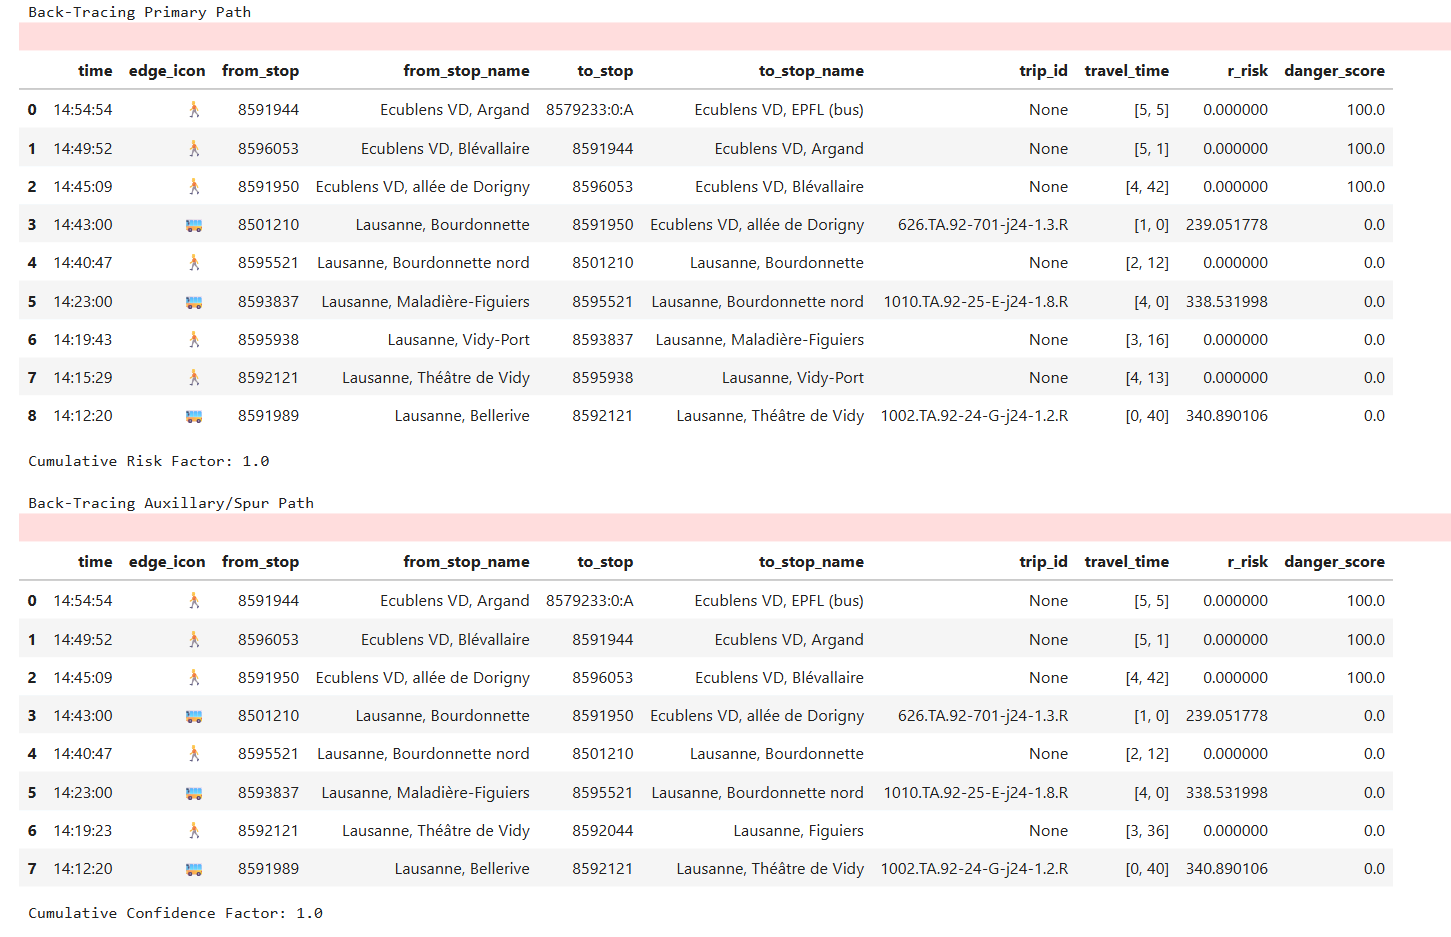 Back-Tracing Primary Path
time edge_icon from_stop from_stop_name to_stop to_stop_name trip_id travel_time r_risk danger_score
0 14:54:54 🚶 8591944 Ecublens VD, Argand 8579233:0:A Ecublens VD, EPFL (bus) None [5, 5] 0.000000 100.0
1 14:49:52 🚶 8596053 Ecublens VD, Blévallaire 8591944 Ecublens VD, Argand None [5, 1] 0.000000 100.0
2 14:45:09 🚶 8591950 Ecublens VD, allée de Dorigny 8596053 Ecublens VD, Blévallaire None [4, 42] 0.000000 100.0
3 14:43:00 🚌 8501210 Lausanne, Bourdonnette 8591950 Ecublens VD, allée de Dorigny 626.TA.92-701-j24-1.3.R [1, 0] 239.051778 0.0
4 14:40:47 🚶 8595521 Lausanne, Bourdonnette nord 8501210 Lausanne, Bourdonnette None [2, 12] 0.000000 0.0
5 14:23:00 🚌 8593837 Lausanne, Maladière-Figuiers 8595521 Lausanne, Bourdonnette nord 1010.TA.92-25-E-j24-1.8.R [4, 0] 338.531998 0.0
6 14:19:43 🚶 8595938 Lausanne, Vidy-Port 8593837 Lausanne, Maladière-Figuiers None [3, 16] 0.000000 0.0
7 14:15:29 🚶 8592121 Lausanne, Théâtre de Vidy 8595938 Lausanne, Vidy-Port None [4, 13] 0.000000 0.0
8 14:12:20 🚌 8591989 Lausanne, Bellerive 8592121 Lausanne, Théâtre de Vidy 1002.TA.92-24-G-j24-1.2.R [0, 40] 340.890106 0.0
Cumulative Risk Factor: 1.0
Back-Tracing Auxillary/Spur Path
time edge_icon from_stop from_stop_name to_stop to_stop_name trip_id travel_time r_risk danger_score
0 14:54:54 🚶 8591944 Ecublens VD, Argand 8579233:0:A Ecublens VD, EPFL (bus) None [5, 5] 0.000000 100.0
1 14:49:52 🚶 8596053 Ecublens VD, Blévallaire 8591944 Ecublens VD, Argand None [5, 1] 0.000000 100.0
2 14:45:09 🚶 8591950 Ecublens VD, allée de Dorigny 8596053 Ecublens VD, Blévallaire None [4, 42] 0.000000 100.0
3 14:43:00 🚌 8501210 Lausanne, Bourdonnette 8591950 Ecublens VD, allée de Dorigny 626.TA.92-701-j24-1.3.R [1, 0] 239.051778 0.0
4 14:40:47 🚶 8595521 Lausanne, Bourdonnette nord 8501210 Lausanne, Bourdonnette None [2, 12] 0.000000 0.0
5 14:23:00 🚌 8593837 Lausanne, Maladière-Figuiers 8595521 Lausanne, Bourdonnette nord 1010.TA.92-25-E-j24-1.8.R [4, 0] 338.531998 0.0
6 14:19:23 🚶 8592121 Lausanne, Théâtre de Vidy 8592044 Lausanne, Figuiers None [3, 36] 0.000000 0.0
7 14:12:20 🚌 8591989 Lausanne, Bellerive 8592121 Lausanne, Théâtre de Vidy 1002.TA.92-24-G-j24-1.2.R [0, 40] 340.890106 0.0
Cumulative Confidence Factor: 1.0